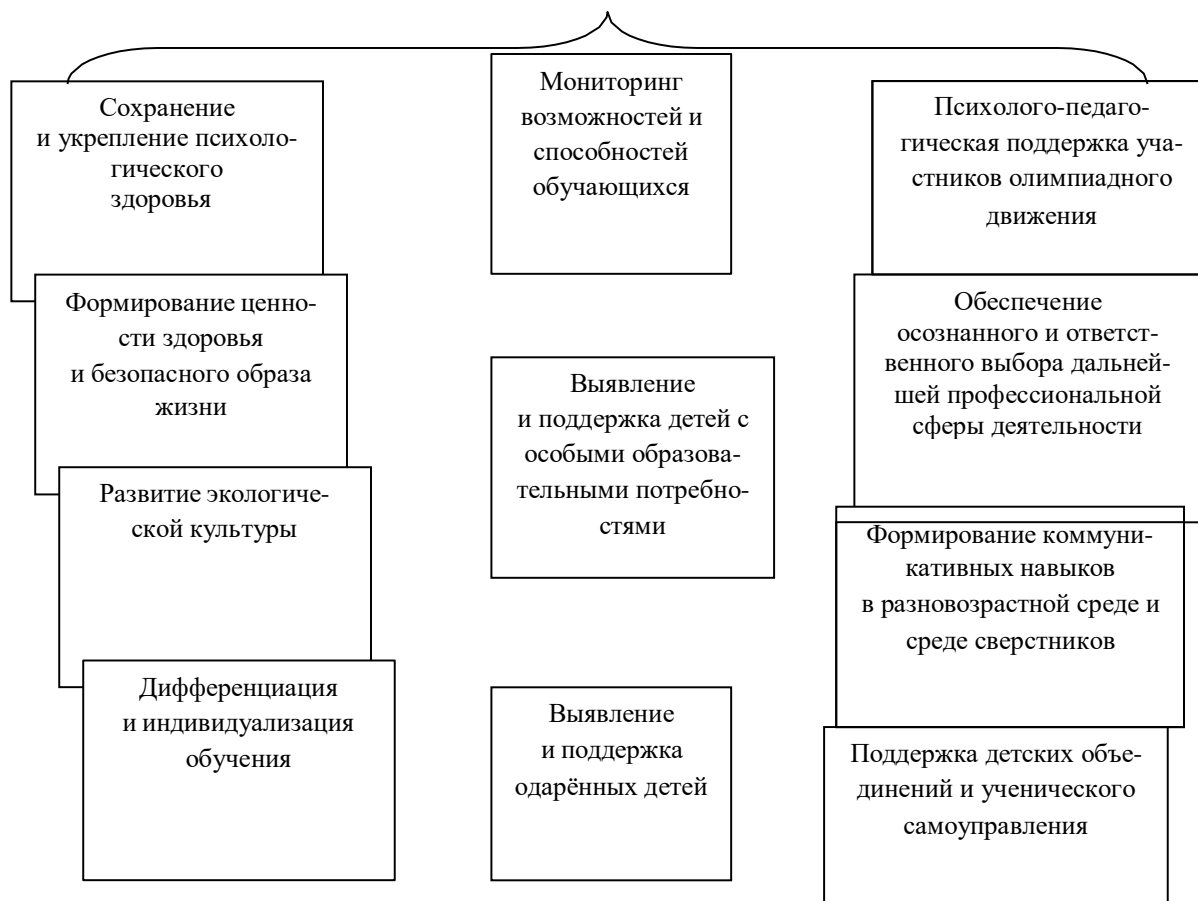 Сохранение
и укрепление психоло-
гического
здоровья
Формирование ценно-
сти здоровья
и безопасного образа
жизни
Развитие экологиче-
ской культуры
Дифференциация
и индивидуализация
обучения
Мониторинг
возможностей и
способностей
обучающихся
Выявление
и поддержка детей с
особыми образова-
тельными потребно-
стями
Выявление
и поддержка
одарённых детей
Психолого-педаго-
гическая поддержка уча-
стников олимпиадного
движения
Обеспечение
осознанного и ответст-
венного выбора дальней-
шей профессиональной
сферы деятельности
Формирование коммуни-
кативных навыков
в разновозрастной среде и
среде сверстников
Поддержка детских объе-
динений и ученического
самоуправления